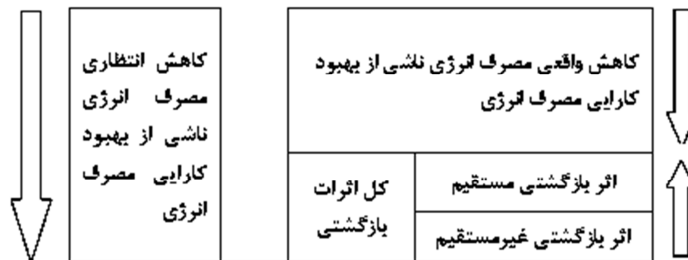 کاهش واقعی مصرف انرژی ناشی از بهبود
کارایی مصرف انرژی
کل اثرات
بازگشتی
اثر بازگشتی مستقیم
اثر بازگشتی غیرمستقیم
کاهش انتظاری
مصرف انرژی
ناشی از بهبود
کارایی مصرف
انرژی